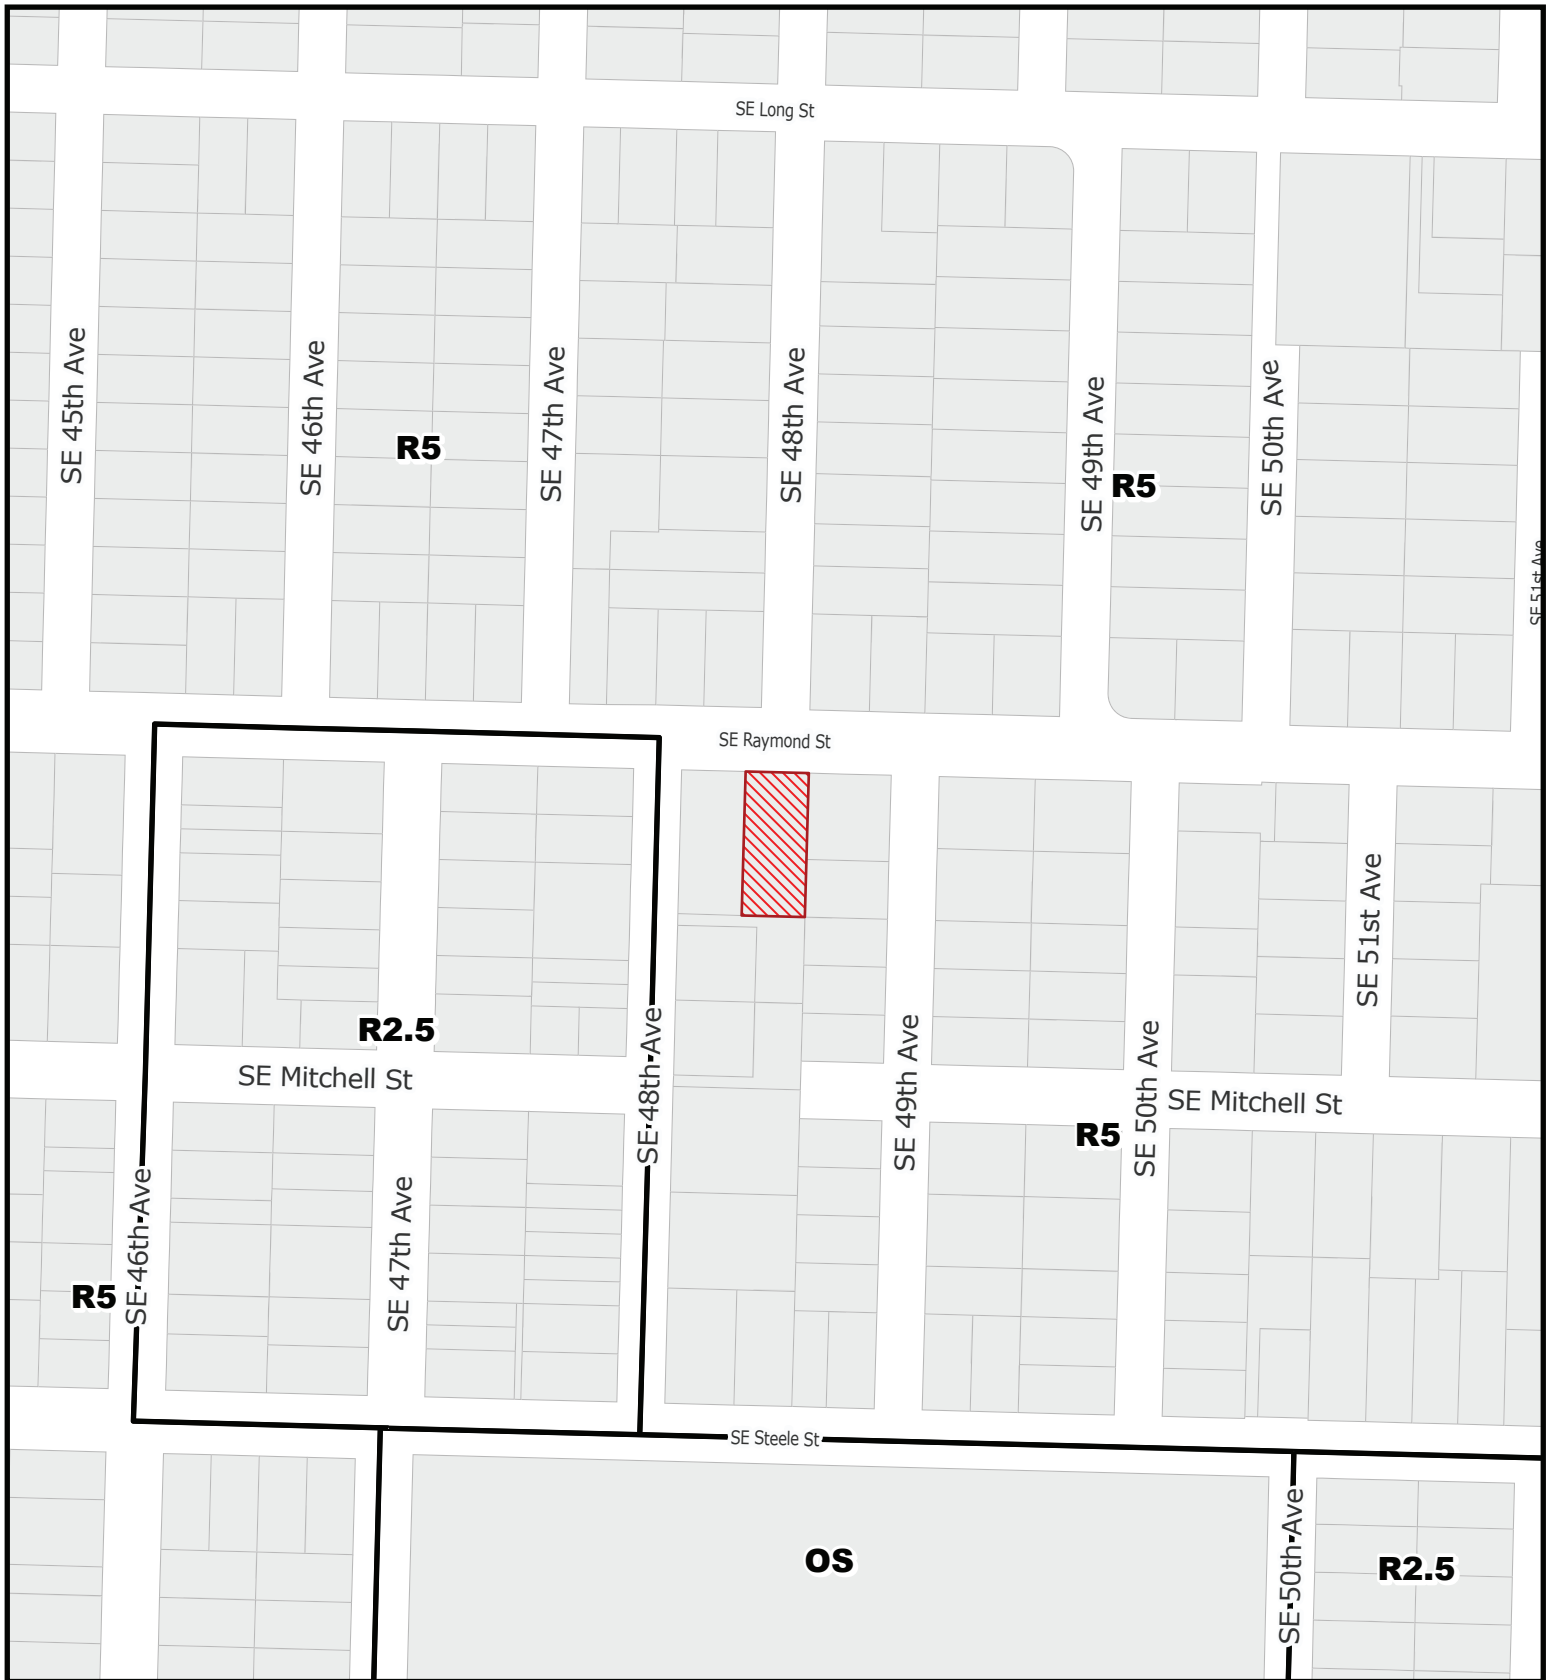 SE Long St
SE 45th Ave
SE 46th Ave
SE 47th Ave
SE 48th Ave
SE 49th Ave
SE 50th Ave
SE 51st Ave
R5
R5
SE Raymond St
SE 51st Ave
R2.5
SE Mitchell St
SE 48th Ave
SE 49th Ave
SE 50th Ave
SE Mitchell St
R5
SE 46th Ave
SE 47th Ave
R5
SE Steele St
OS
SE 50th Ave
R2.5